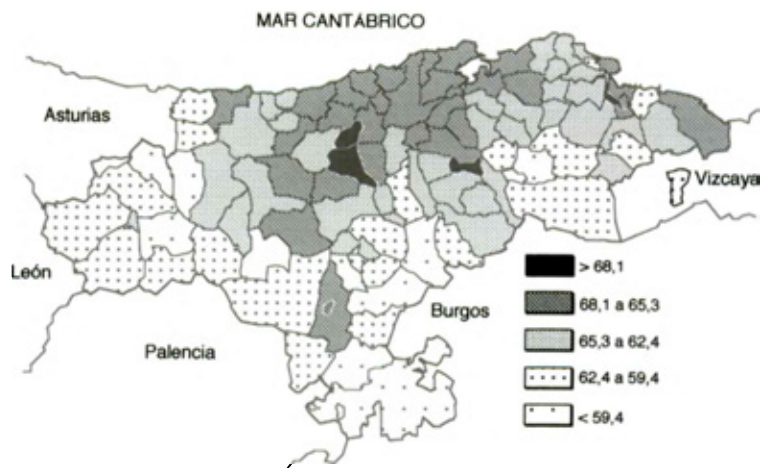 MAR CANTÁBRICO
Asturias
Vizcaya
León
> 68,1
68,1 a 65,3
Burgos
65,3 a 62,4
Palencia
62,4 a 59,4
< 59,4